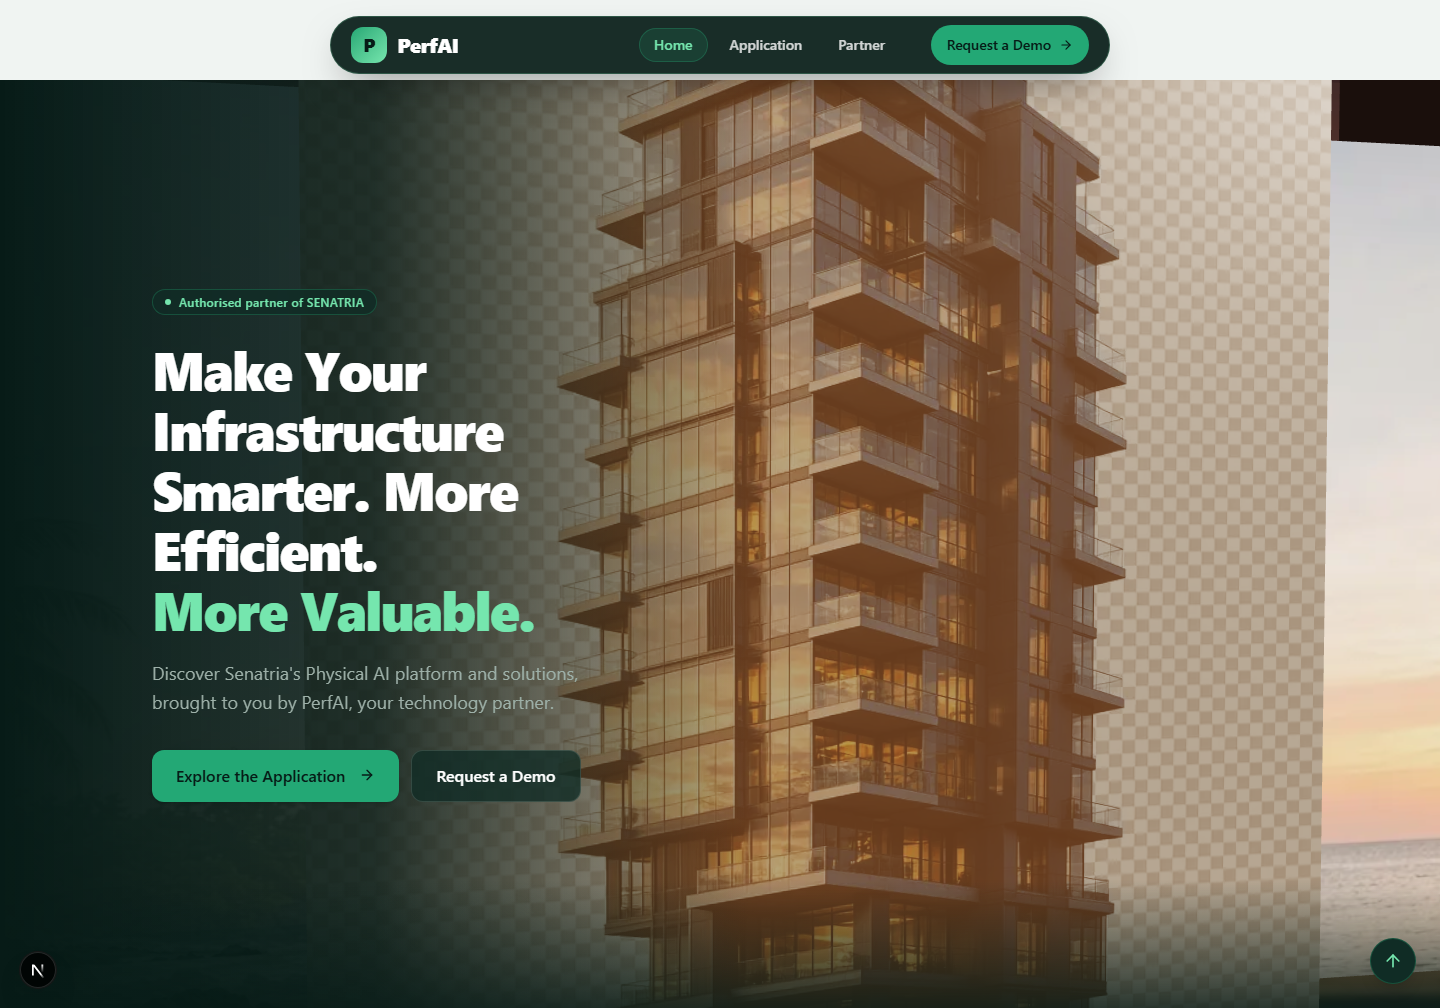 P PerfAI
Home Application Partner Request a Demo
Authorised partner of SENATRIA
Make Your
Infrastructure
Smarter. More
Efficient.
More Valuable.
Discover Senatria's Physical AI platform and solutions,
brought to you by PerfAI, your technology partner.
Explore the Application Request a Demo
N